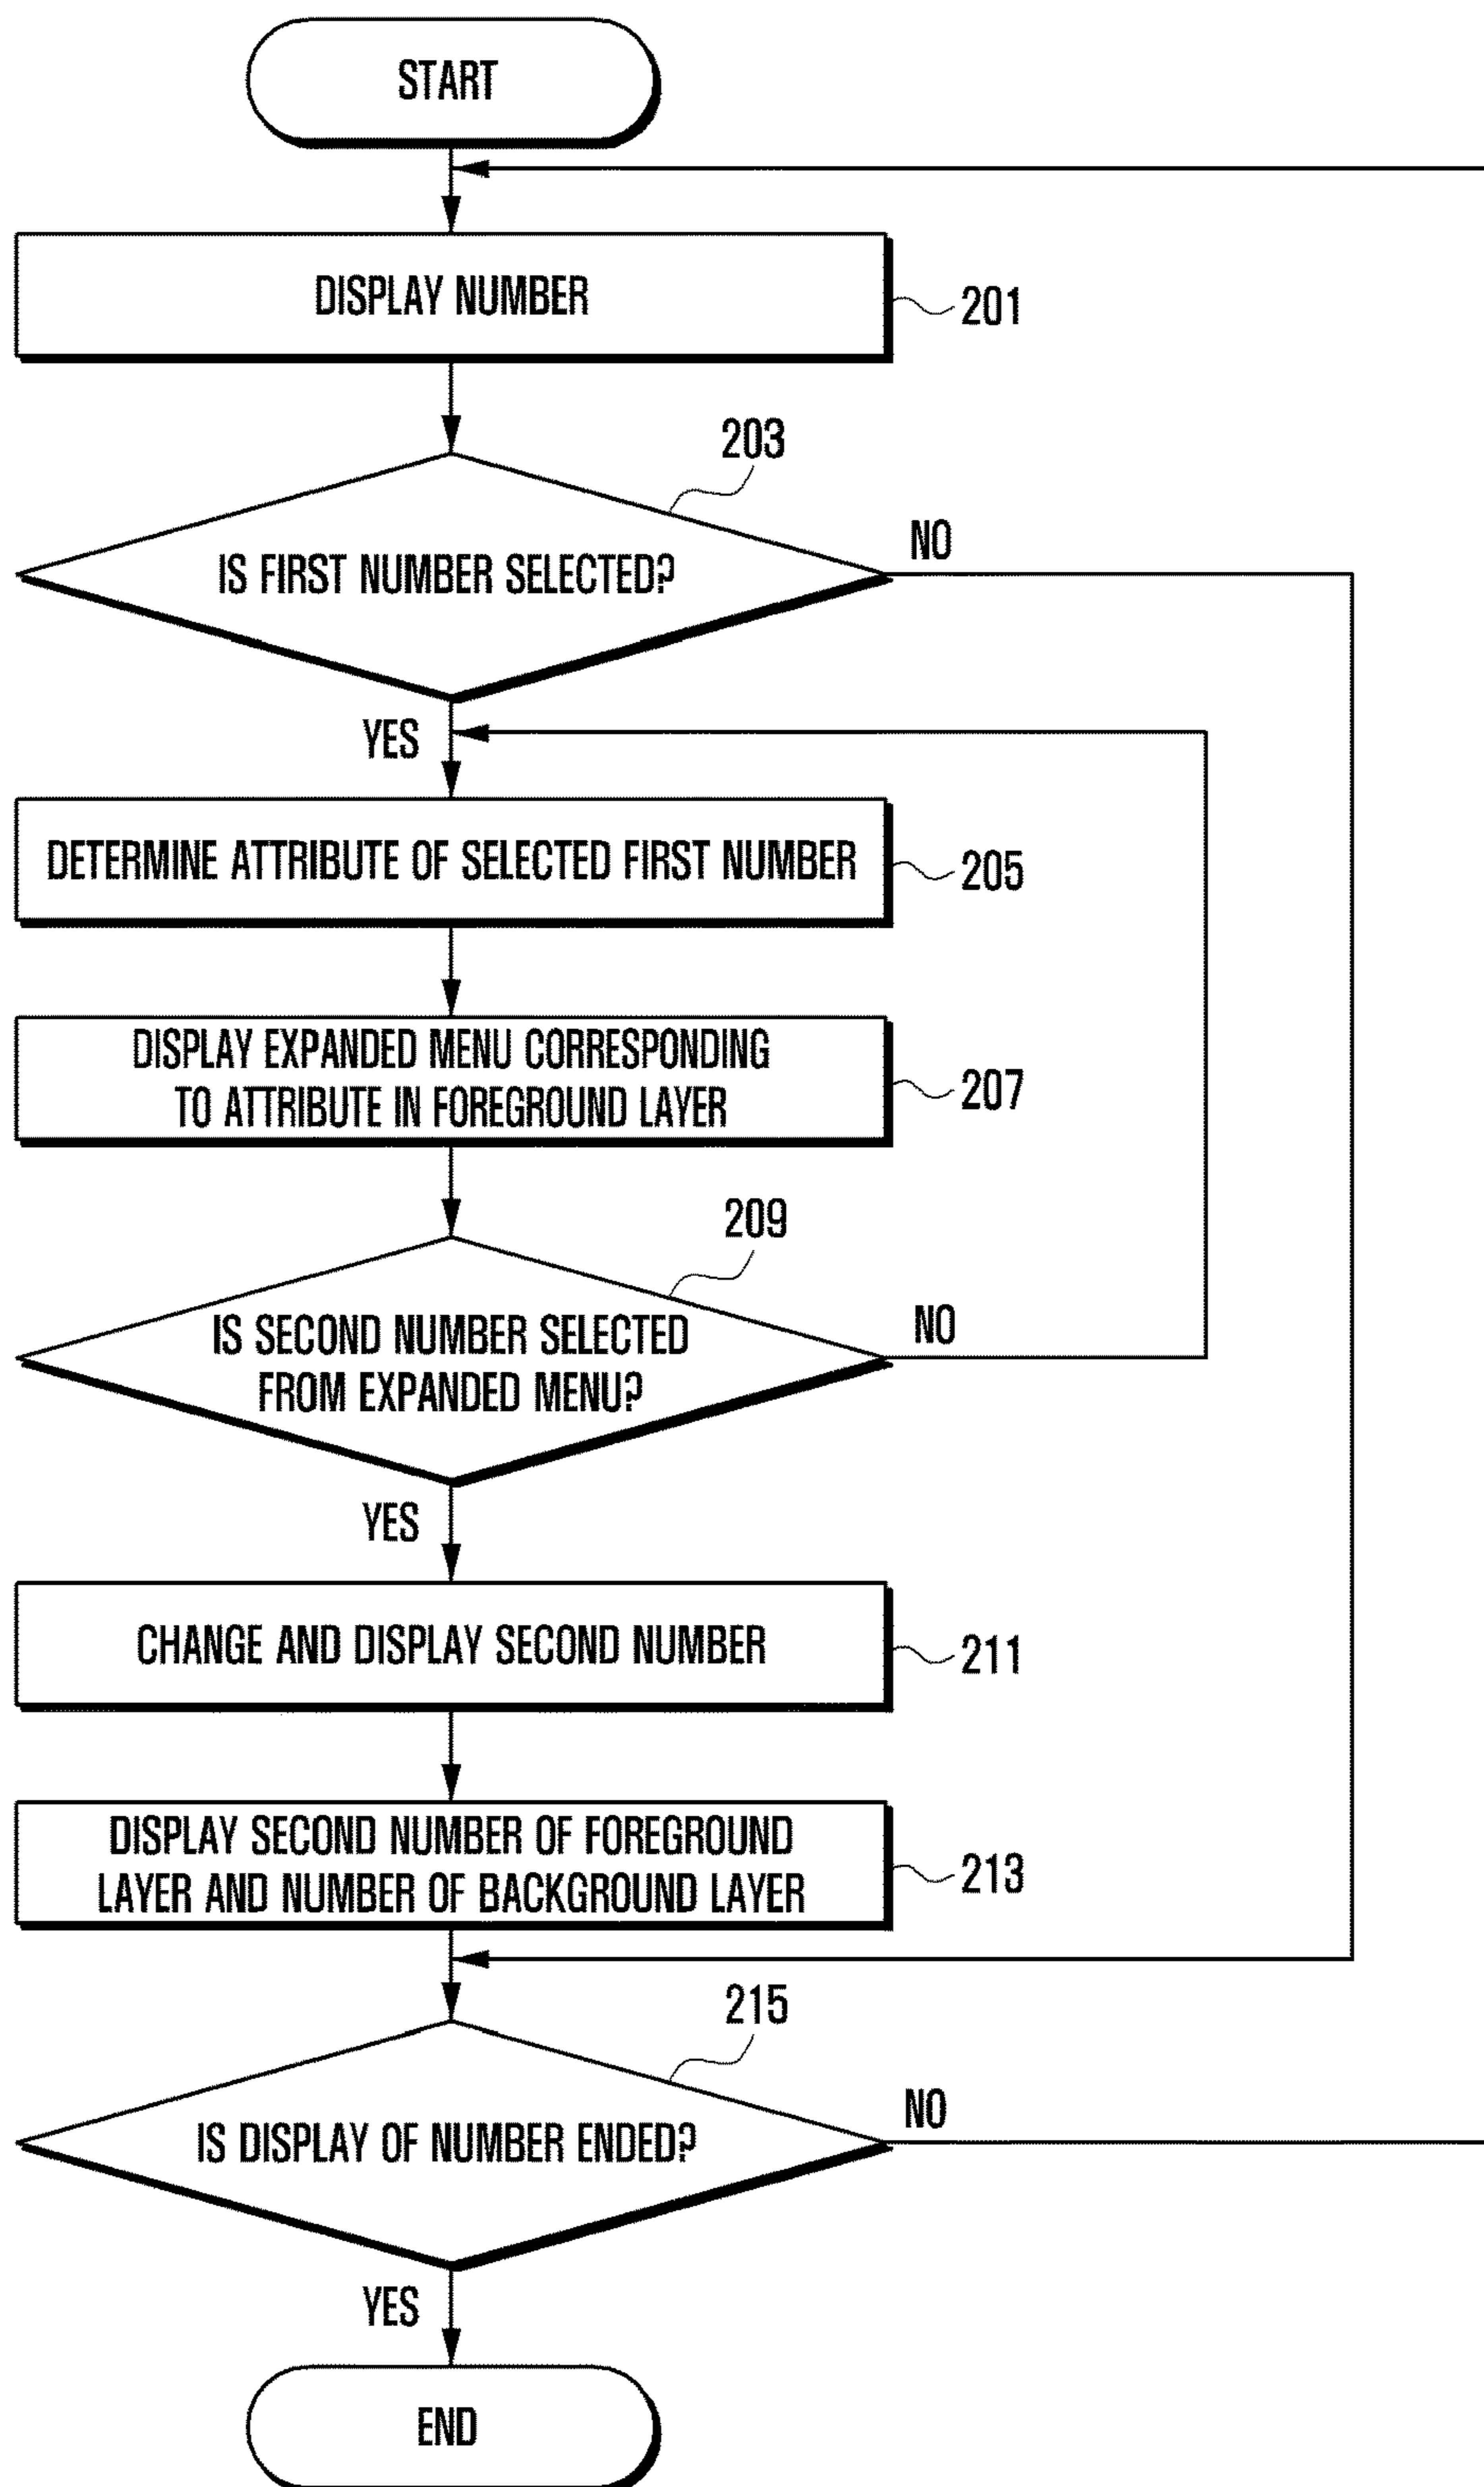 START
DISPLAY NUMBER
201
203
IS FIRST NUMBER SELECTED?
NO
YES
DETERMINE ATTRIBUTE OF SELECTED FIRST NUMBER
205
DISPLAY EXPANDED MENU CORRESPONDING
TO ATTRIBUTE IN FOREGROUND LAYER
207
209
IS SECOND NUMBER SELECTED
FROM EXPANDED MENU?
NO
YES
CHANGE AND DISPLAY SECOND NUMBER
211
DISPLAY SECOND NUMBER OF FOREGROUND
LAYER AND NUMBER OF BACKGROUND LAYER
213
215
IS DISPLAY OF NUMBER ENDED?
NO
YES
END